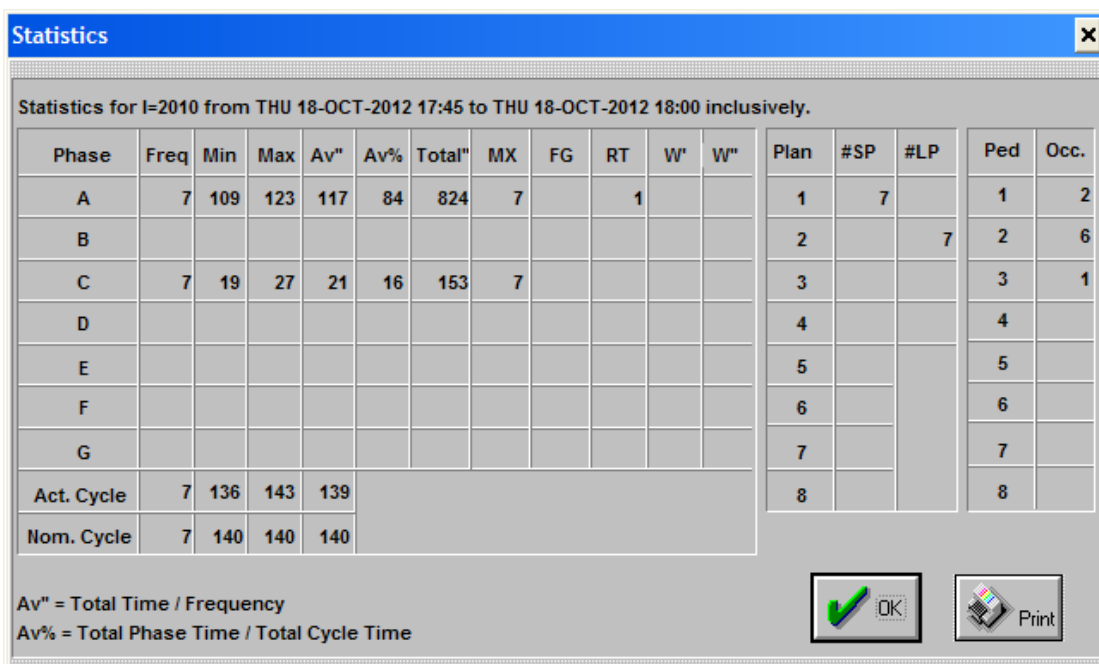 Statistics
Statistics for I=2010 from THU 18-OCT-2012 17:45 to THU 18-OCT-2012 18:00 inclusively.
Phase Freq Min Max Av" Av% Total" MX FG RT W' W"
A 7 109 123 117 84 824 7 1
B
C 7 19 27 21 16 153 7
D
E
F
G
Act. Cycle 7 136 143 139
Nom. Cycle 7 140 140 140
Plan #SP #LP
1 7
2 7
3
4
5
6
7
8
Ped Occ.
1 2
2 6
3 1
4
5
6
7
8
Av" = Total Time / Frequency
Av% = Total Phase Time / Total Cycle Time
OK
Print